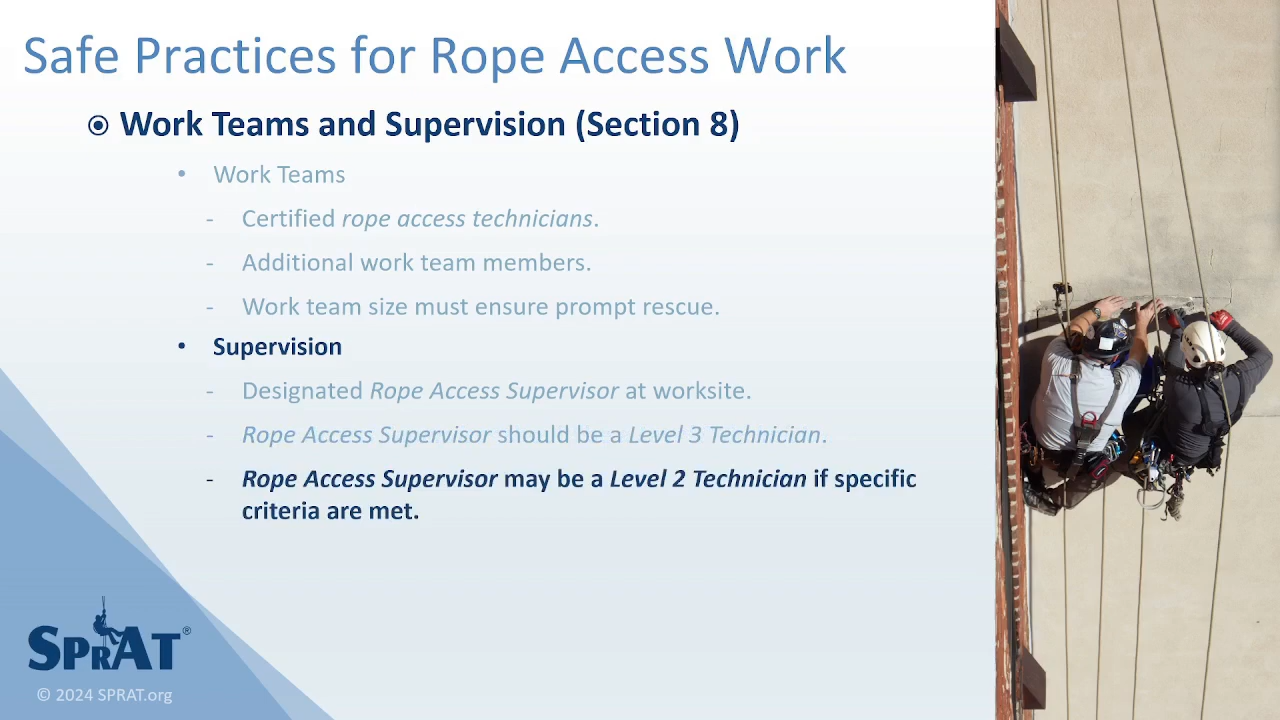 Safe Practices for Rope Access Work
Work Teams and Supervision (Section 8)
• Work Teams
- Certified rope access technicians.
- Additional work team members.
- Work team size must ensure prompt rescue.
• Supervision
- Designated Rope Access Supervisor at worksite.
- Rope Access Supervisor should be a Level 3 Technician.
- Rope Access Supervisor may be a Level 2 Technician if specific
criteria are met.
SPRAT®
© 2024 SPRAT.org